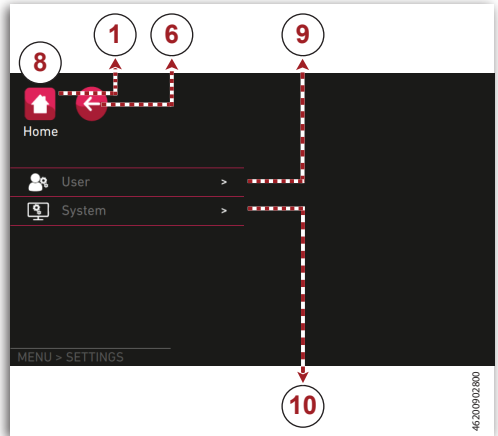 1 6 9
8
Home
User >
System >
MENU > SETTINGS
10
46200902800